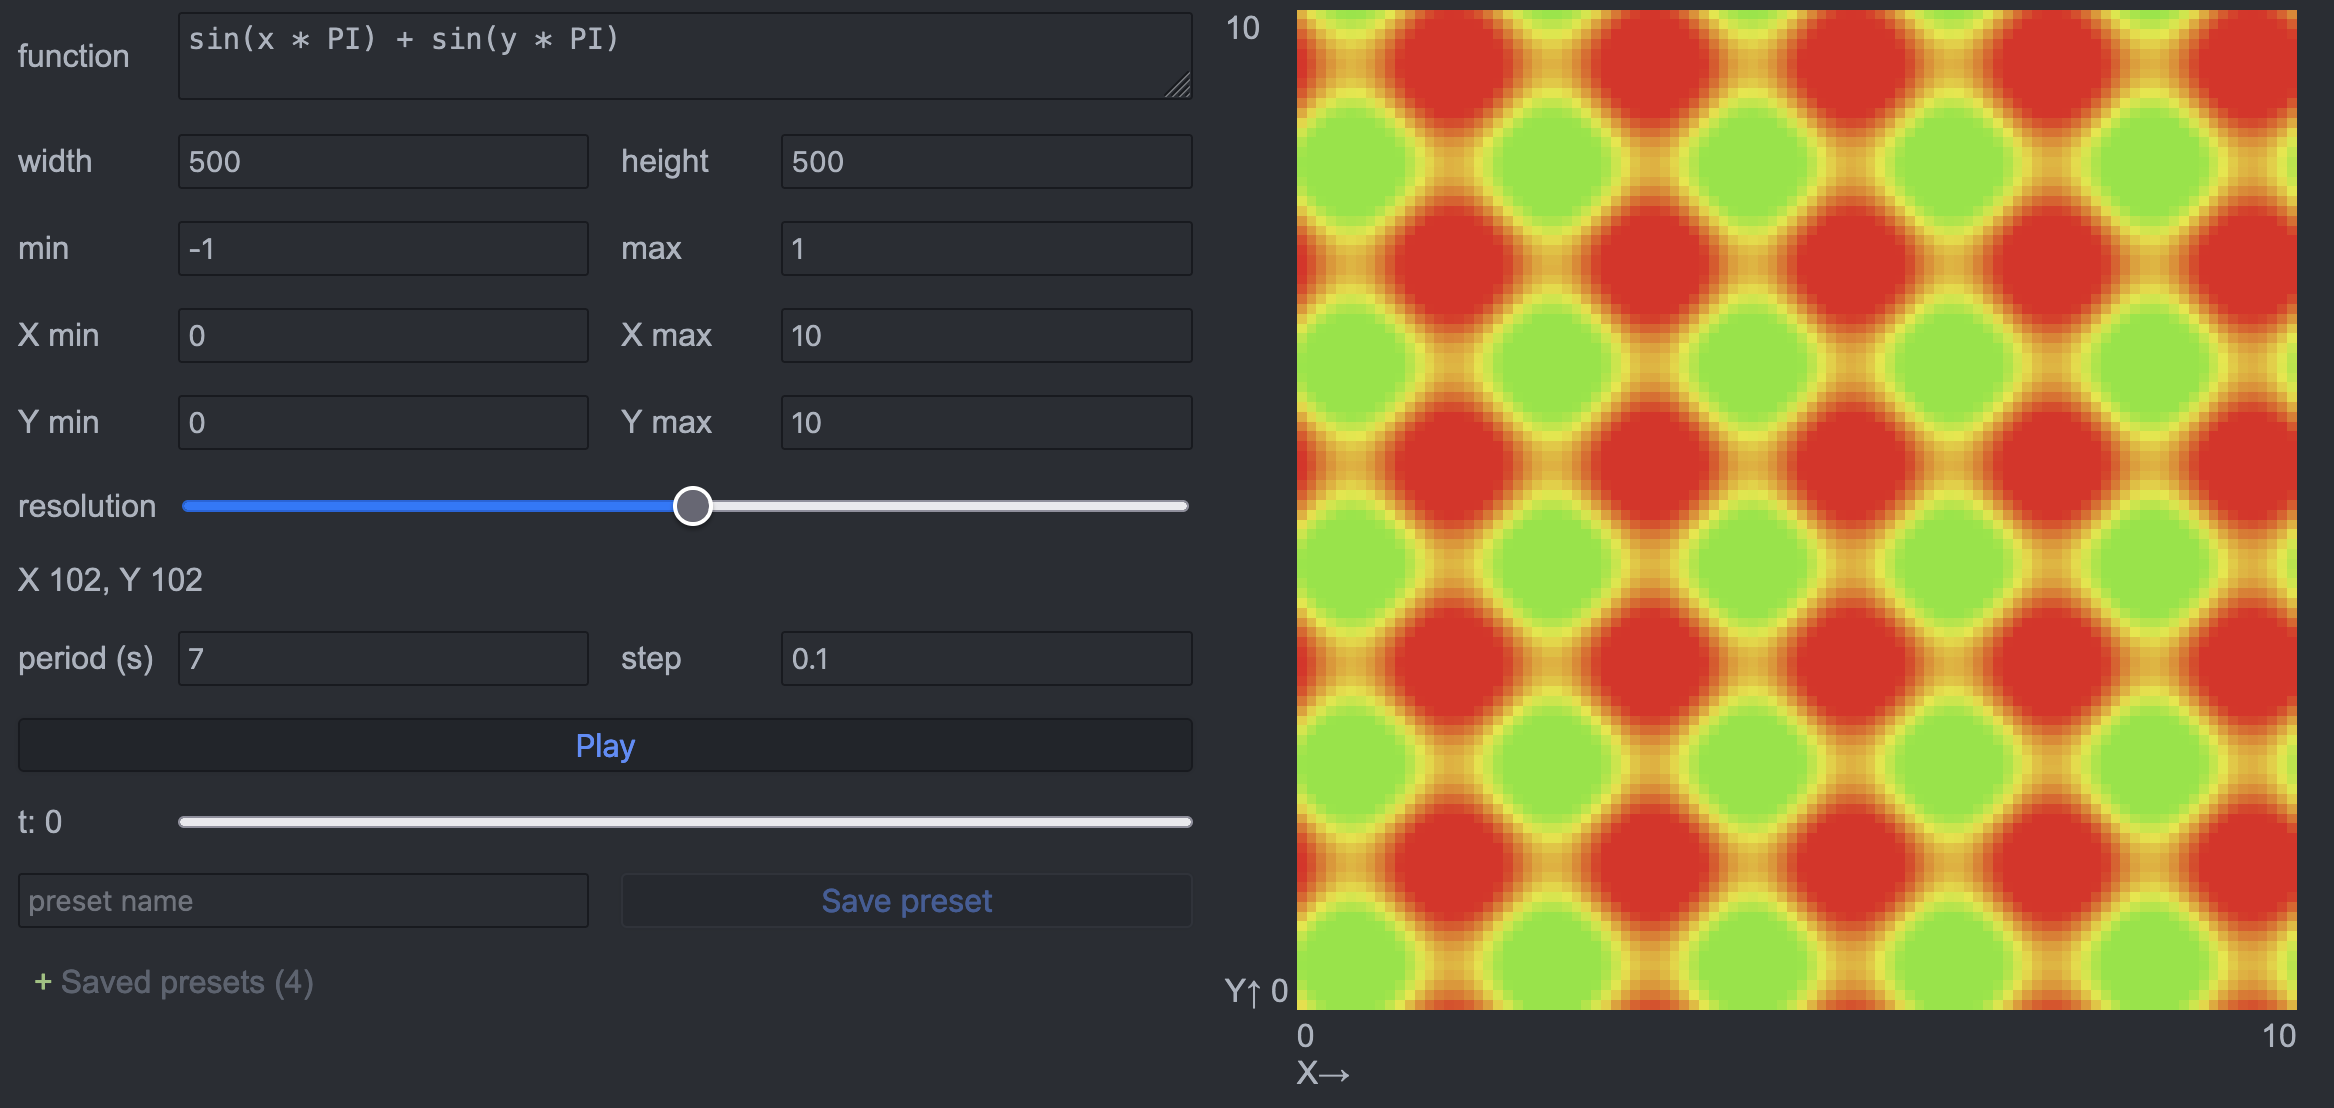 function sin(x * PI) + sin(y * PI)
width 500 height 500
min -1 max 1
X min 0 X max 10
Y min 0 Y max 10
resolution
X 102, Y 102
period (s) 7 step 0.1
Play
t: 0
preset name Save preset
+ Saved presets (4)
10
Y↑ 0
0 10
X→